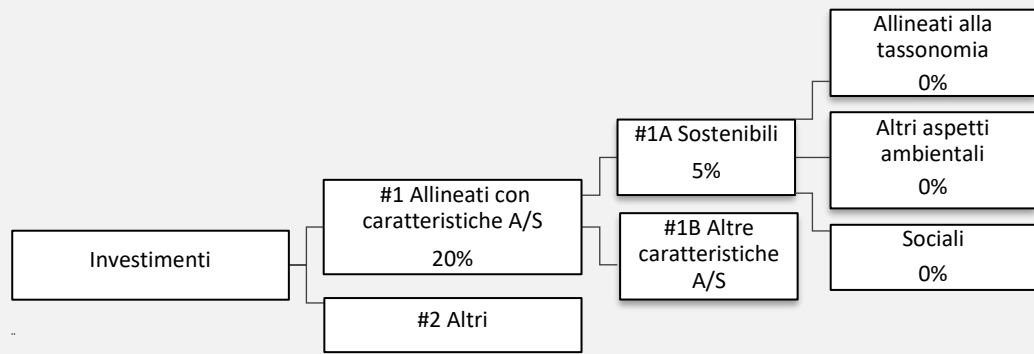 Investimenti
#1 Allineati con
caratteristiche A/S
20%
#2 Altri
#1A Sostenibili
5%
#1B Altre
caratteristiche
A/S
Allineati alla
tassonomia
0%
Altri aspetti
ambientali
0%
Sociali
0%